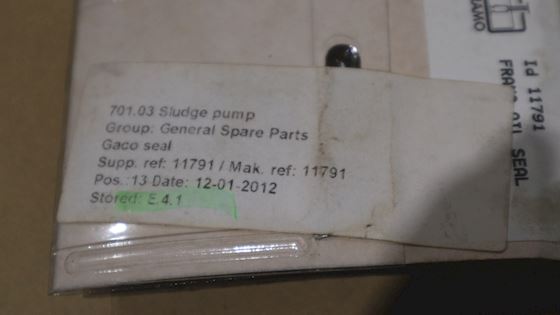 701.03 Sludge pump
Group: General Spare Parts
Gaco seal
Supp. ref: 11791 / Mak. ref: 11791
Pos.:13 Date: 12-01-2012
Stored: E.4.1
Id 11791
OIL SEAL